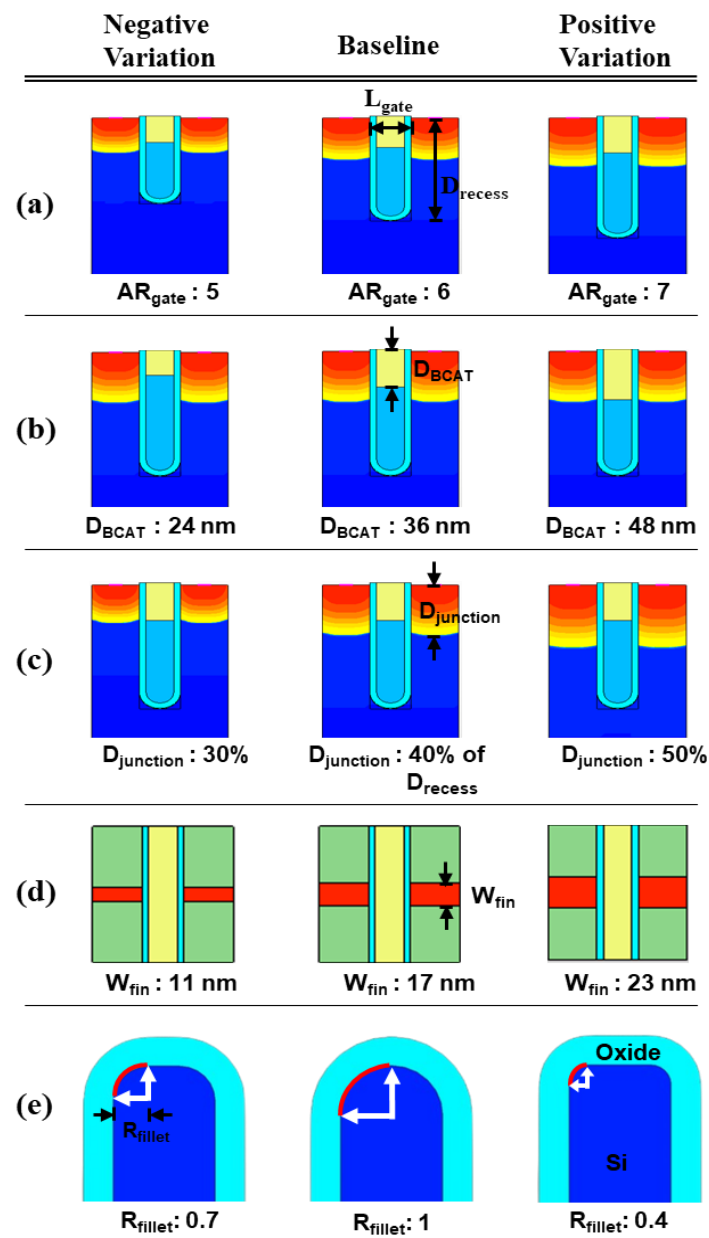 Negative Variation
Baseline
Positive Variation
(a)
Lgate
Drecess
ARgate : 5
ARgate : 6
ARgate : 7
(b)
DBCAT
DBCAT : 24 nm
DBCAT : 36 nm
DBCAT : 48 nm
(c)
Djunction
Djunction : 30%
Djunction : 40% of
Drecess
Djunction : 50%
(d)
Wfin
Wfin : 11 nm
Wfin : 17 nm
Wfin : 23 nm
(e)
Rfillet
Oxide
Si
Rfillet: 0.7
Rfillet: 1
Rfillet: 0.4